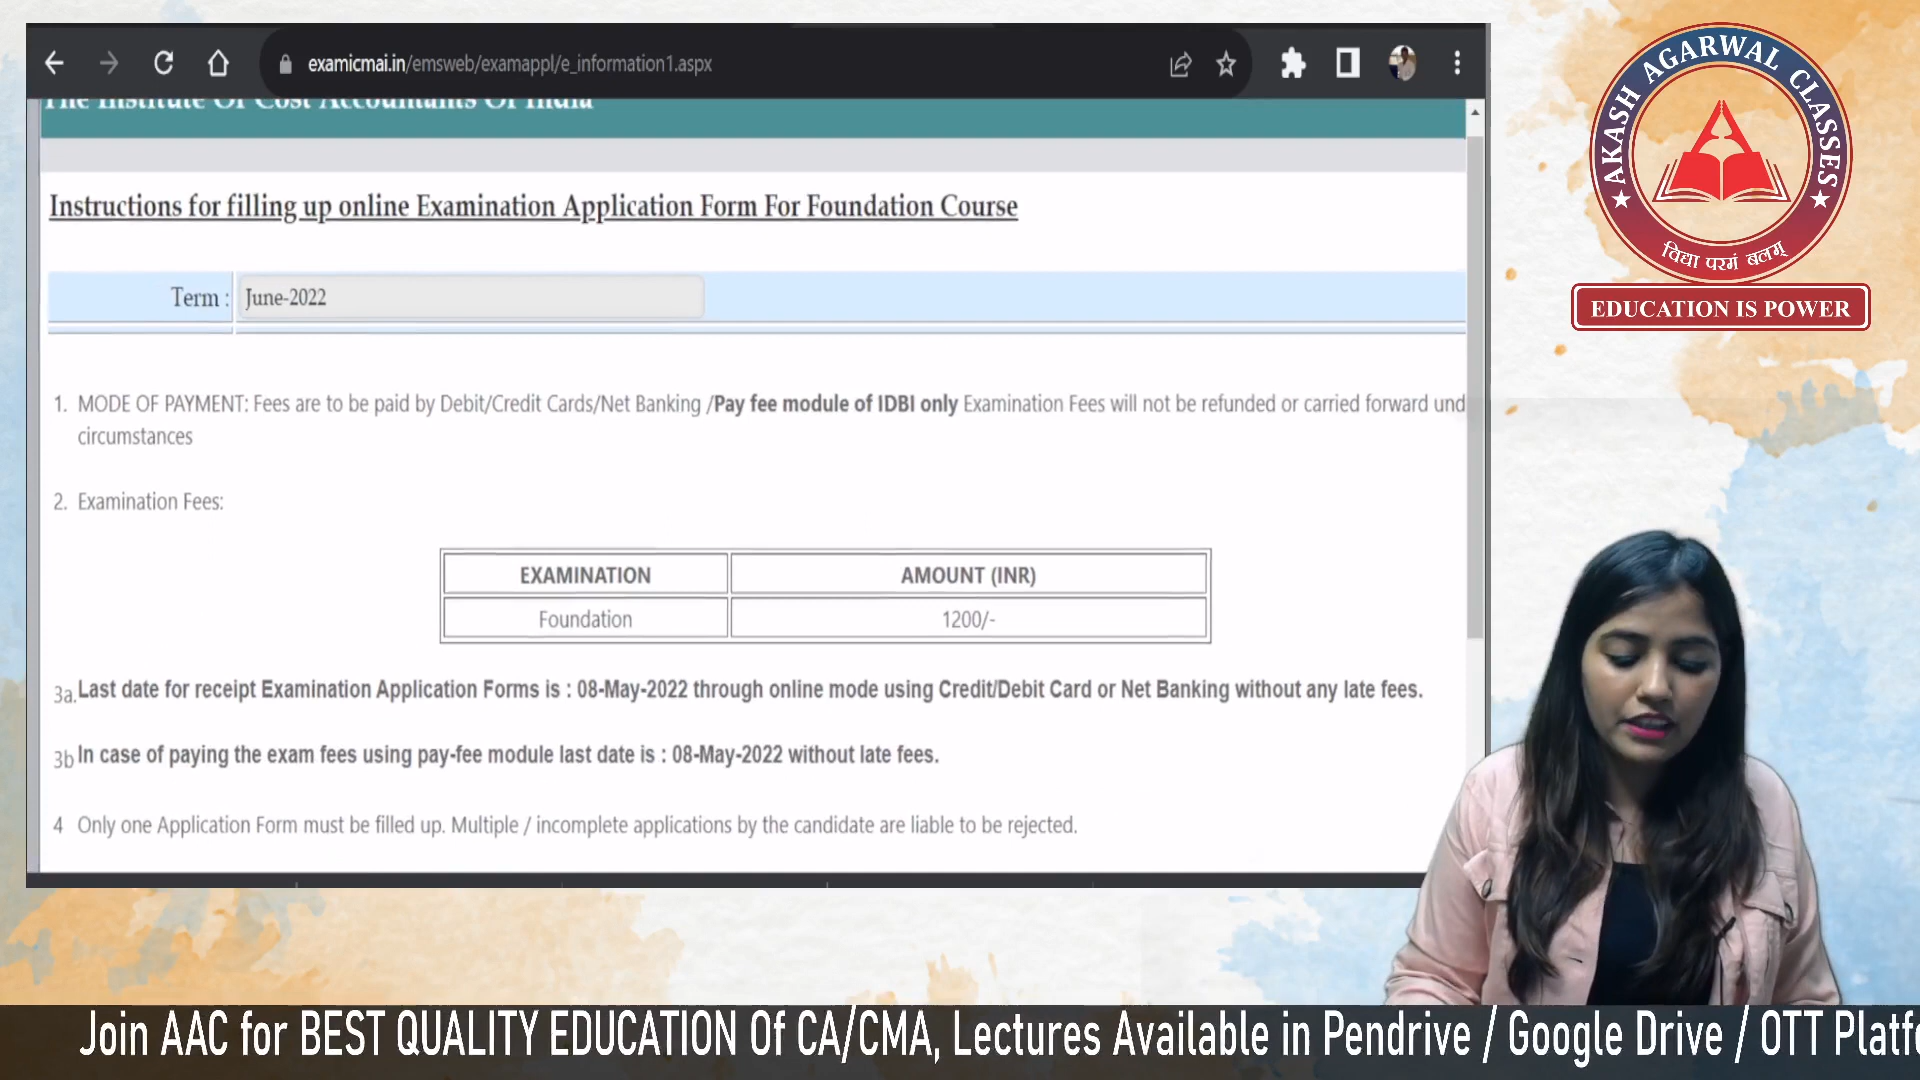 examicmai.in/emsweb/examappl/e_information1.aspx
The Institute Of Cost Accountants Of India
Instructions for filling up online Examination Application Form For Foundation Course
Term : June-2022
1. MODE OF PAYMENT: Fees are to be paid by Debit/Credit Cards/Net Banking /Pay fee module of IDBI only Examination Fees will not be refunded or carried forward und
circumstances
2. Examination Fees:
EXAMINATION AMOUNT (INR)
Foundation 1200/-
3a. Last date for receipt Examination Application Forms is : 08-May-2022 through online mode using Credit/Debit Card or Net Banking without any late fees.
3b In case of paying the exam fees using pay-fee module last date is : 08-May-2022 without late fees.
4 Only one Application Form must be filled up. Multiple / incomplete applications by the candidate are liable to be rejected.
AKASH AGARWAL CLASSES
विद्या परमं बलम्
EDUCATION IS POWER
Join AAC for BEST QUALITY EDUCATION Of CA/CMA, Lectures Available in Pendrive / Google Drive / OTT Platf